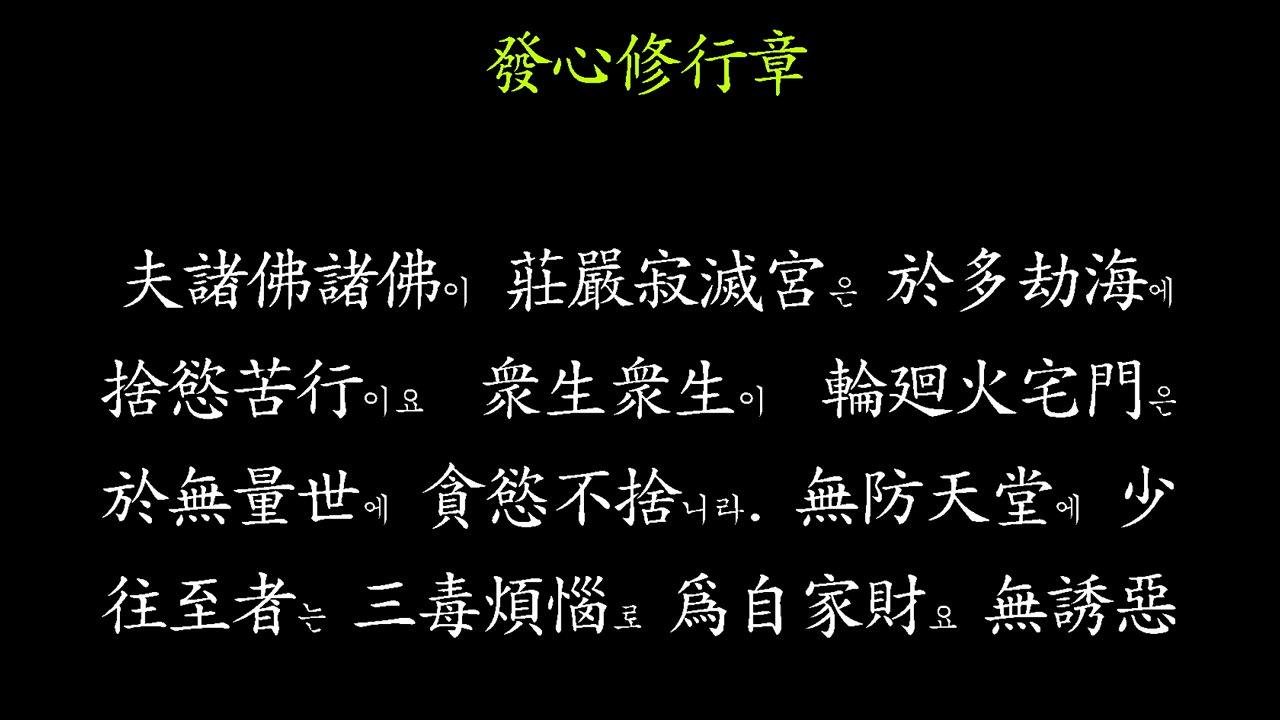 發心修行章
夫諸佛諸佛이 莊嚴寂滅宮은 於多劫海에
捨慾苦行이요 衆生衆生이 輪廻火宅門은
於無量世에 貪慾不捨니라. 無防天堂에 少
往至者는 三毒煩惱로 爲自家財요 無誘惡